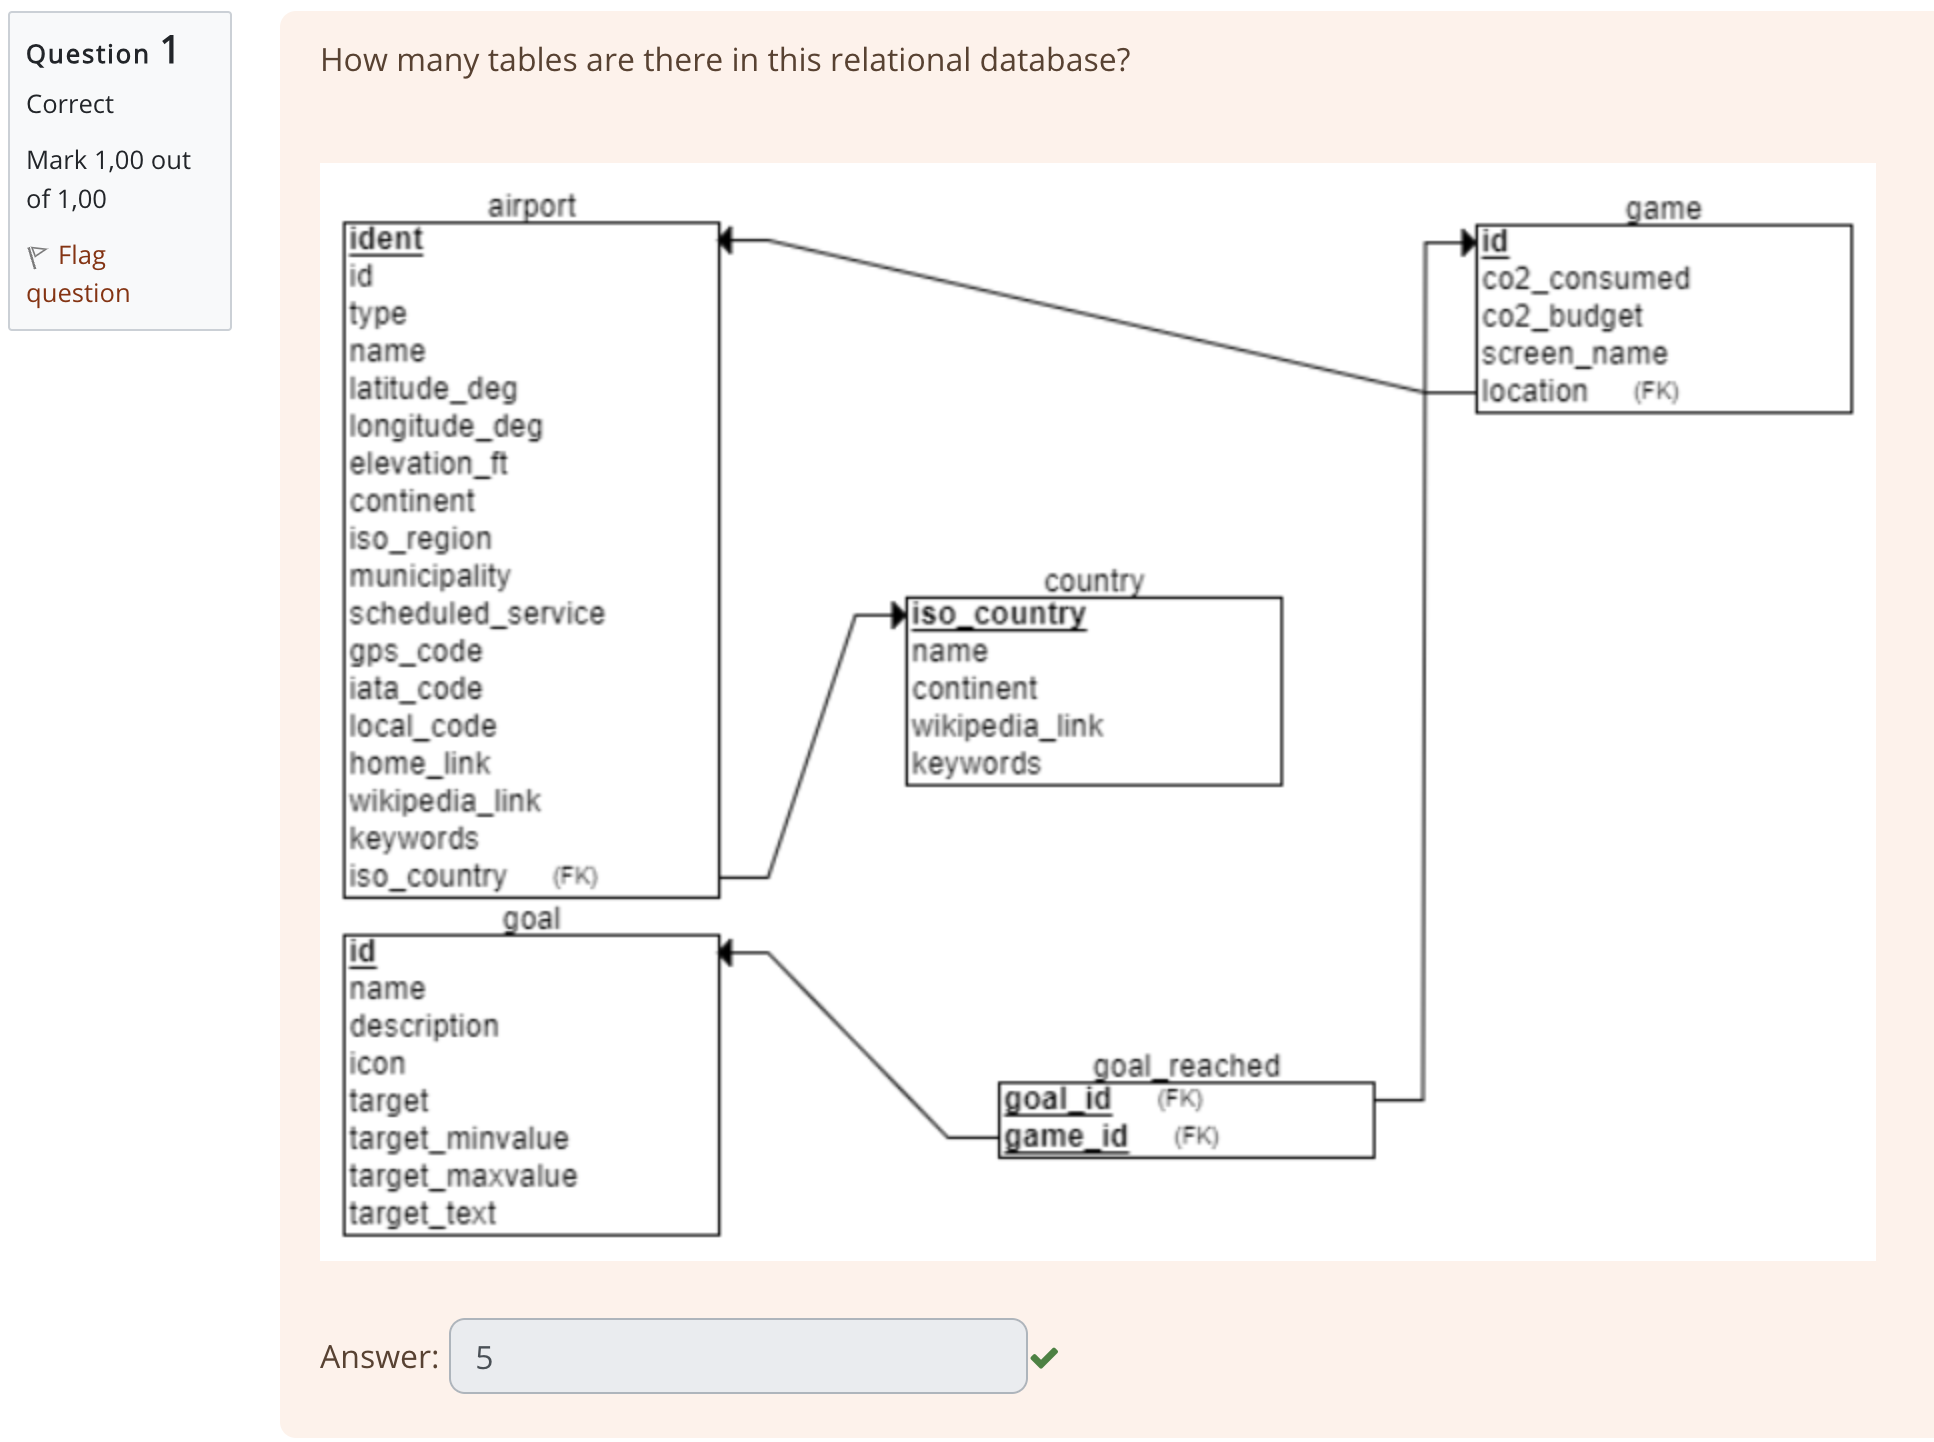 Question 1
Correct
Mark 1,00 out
of 1,00
Flag
question
How many tables are there in this relational database?
airport
ident
id
type
name
latitude_deg
longitude_deg
elevation_ft
continent
iso_region
municipality
scheduled_service
gps_code
iata_code
local_code
home_link
wikipedia_link
keywords
iso_country (FK)
game
id
co2_consumed
co2_budget
screen_name
location (FK)
country
iso_country
name
continent
wikipedia_link
keywords
goal
id
name
description
icon
target
target_minvalue
target_maxvalue
target_text
goal_reached
goal_id (FK)
game_id (FK)
Answer: 5